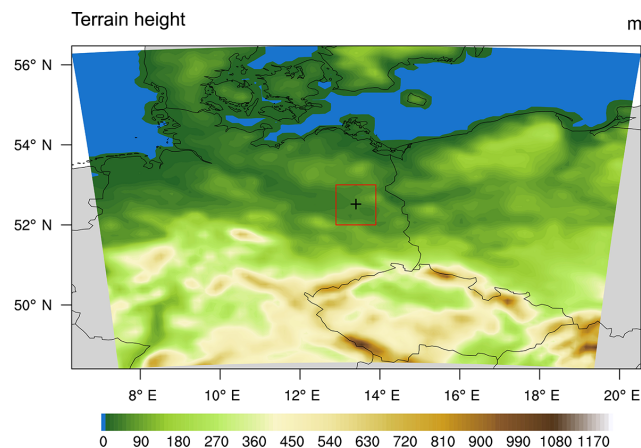 Terrain height
m
56° N
54° N
52° N
50° N
8° E 10° E 12° E 14° E 16° E 18° E 20° E
0 90 180 270 360 450 540 630 720 810 900 990 1080 1170